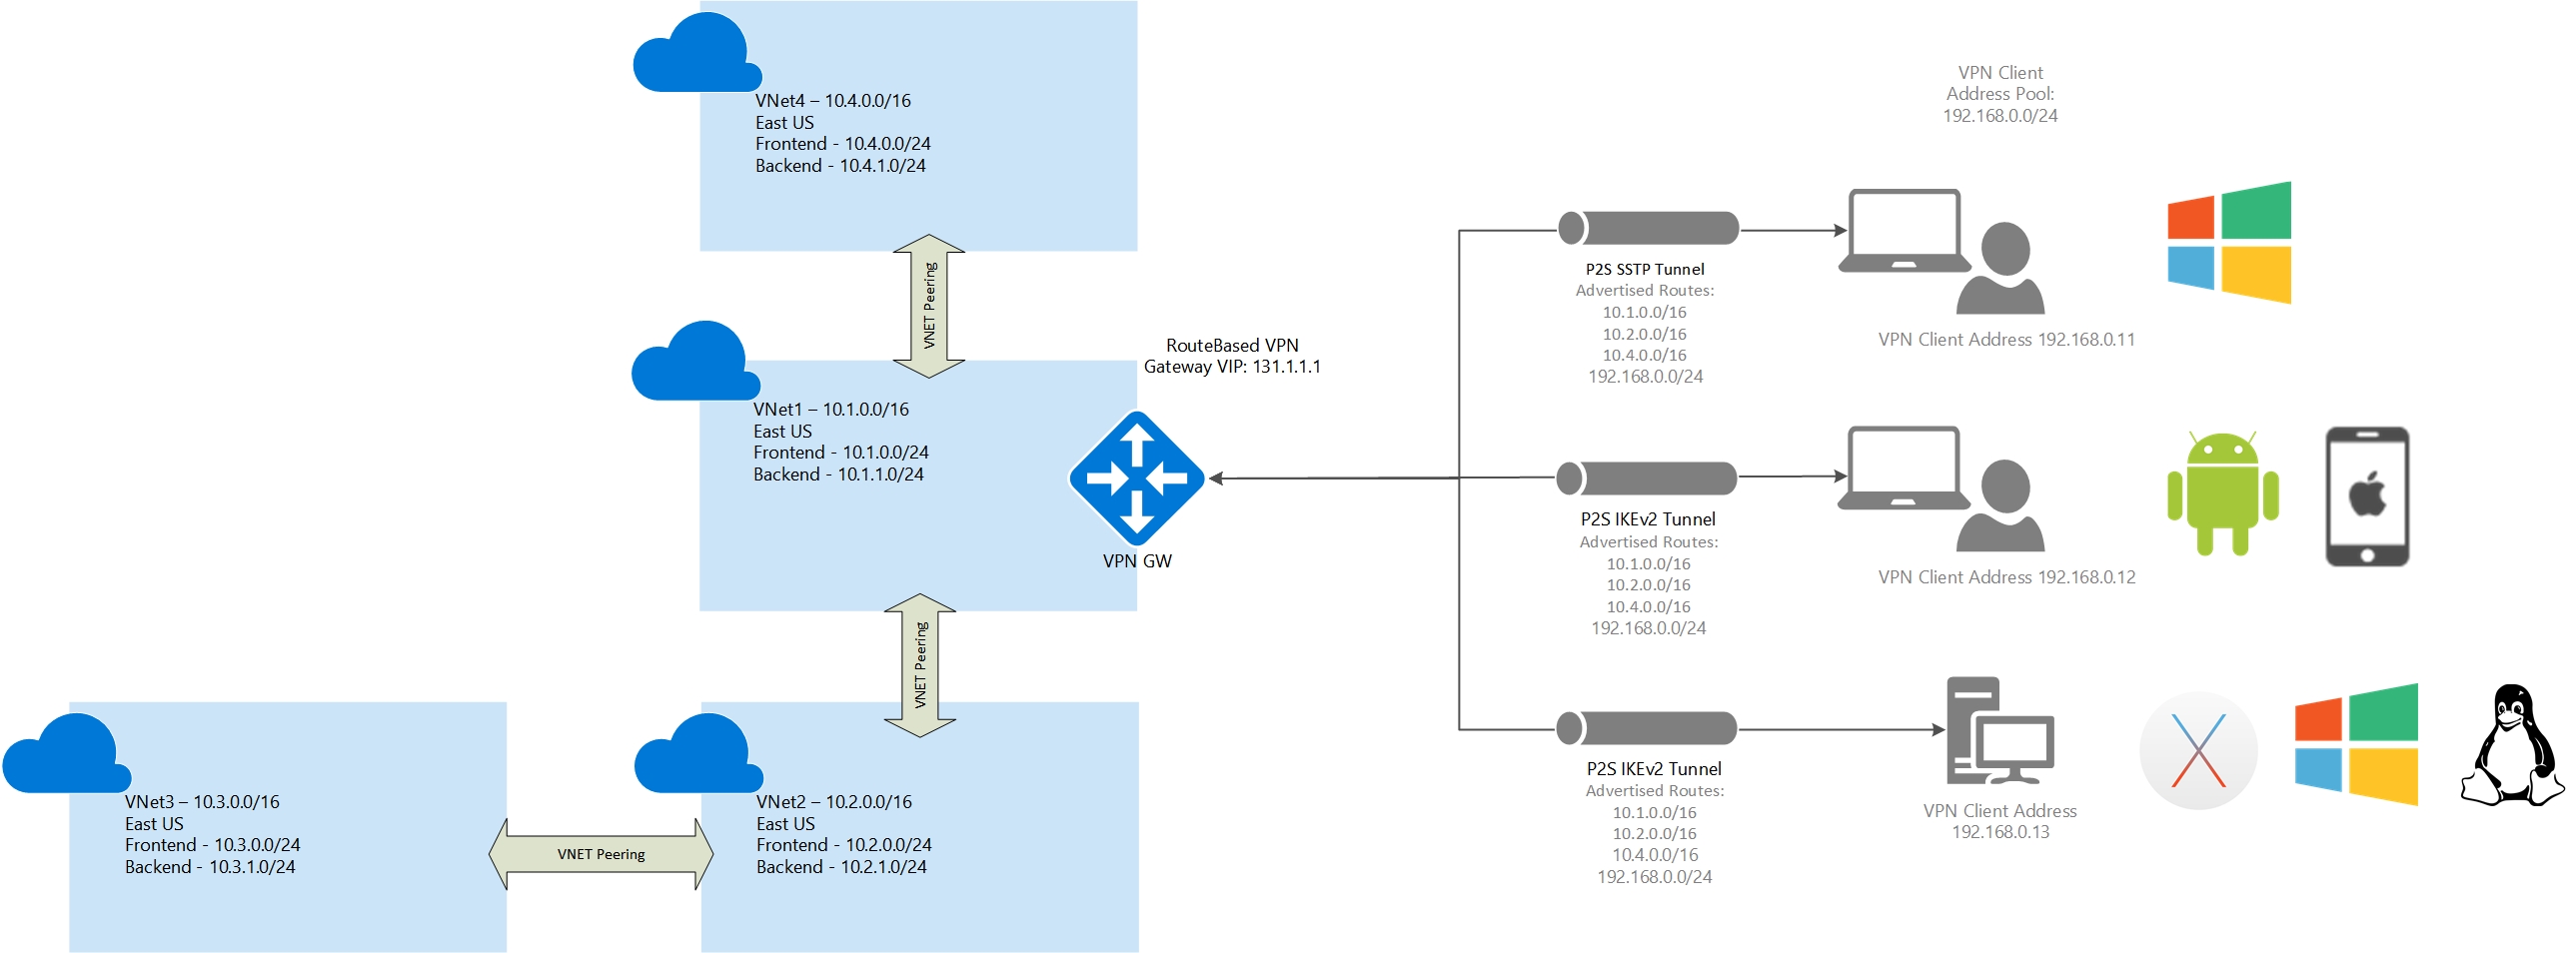 VNet4 – 10.4.0.0/16
East US
Frontend - 10.4.0.0/24
Backend - 10.4.1.0/24
VNET Peering
VNet1 – 10.1.0.0/16
East US
Frontend - 10.1.0.0/24
Backend - 10.1.1.0/24
RouteBased VPN
Gateway VIP: 131.1.1.1
VPN GW
VNET Peering
VNet3 – 10.3.0.0/16
East US
Frontend - 10.3.0.0/24
Backend - 10.3.1.0/24
VNET Peering
VNet2 – 10.2.0.0/16
East US
Frontend - 10.2.0.0/24
Backend - 10.2.1.0/24
VPN Client
Address Pool:
192.168.0.0/24
P2S SSTP Tunnel
Advertised Routes:
10.1.0.0/16
10.2.0.0/16
10.4.0.0/16
192.168.0.0/24
VPN Client Address 192.168.0.11
P2S IKEv2 Tunnel
Advertised Routes:
10.1.0.0/16
10.2.0.0/16
10.4.0.0/16
192.168.0.0/24
VPN Client Address 192.168.0.12
P2S IKEv2 Tunnel
Advertised Routes:
10.1.0.0/16
10.2.0.0/16
10.4.0.0/16
192.168.0.0/24
VPN Client Address
192.168.0.13